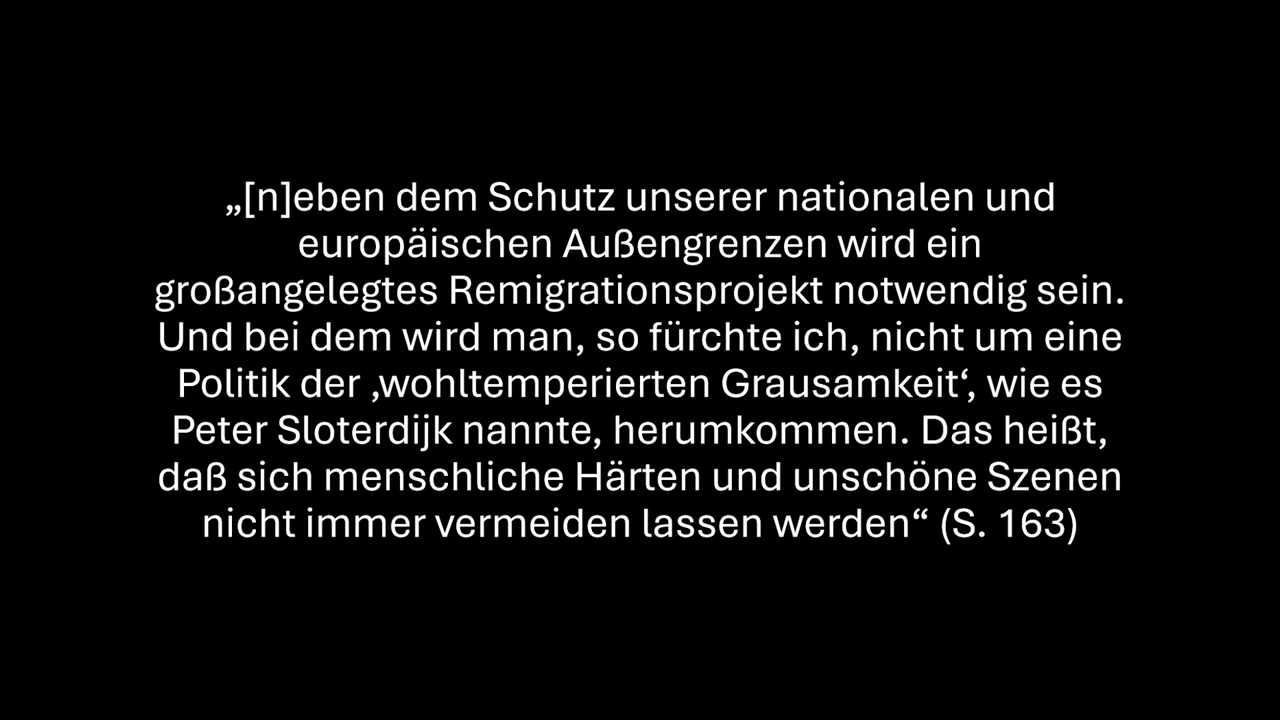 „[n]eben dem Schutz unserer nationalen und
europäischen Außengrenzen wird ein
großangelegtes Remigrationsprojekt notwendig sein.
Und bei dem wird man, so fürchte ich, nicht um eine
Politik der ‚wohltemperierten Grausamkeit‘, wie es
Peter Sloterdijk nannte, herumkommen. Das heißt,
daß sich menschliche Härten und unschöne Szenen
nicht immer vermeiden lassen werden“ (S. 163)